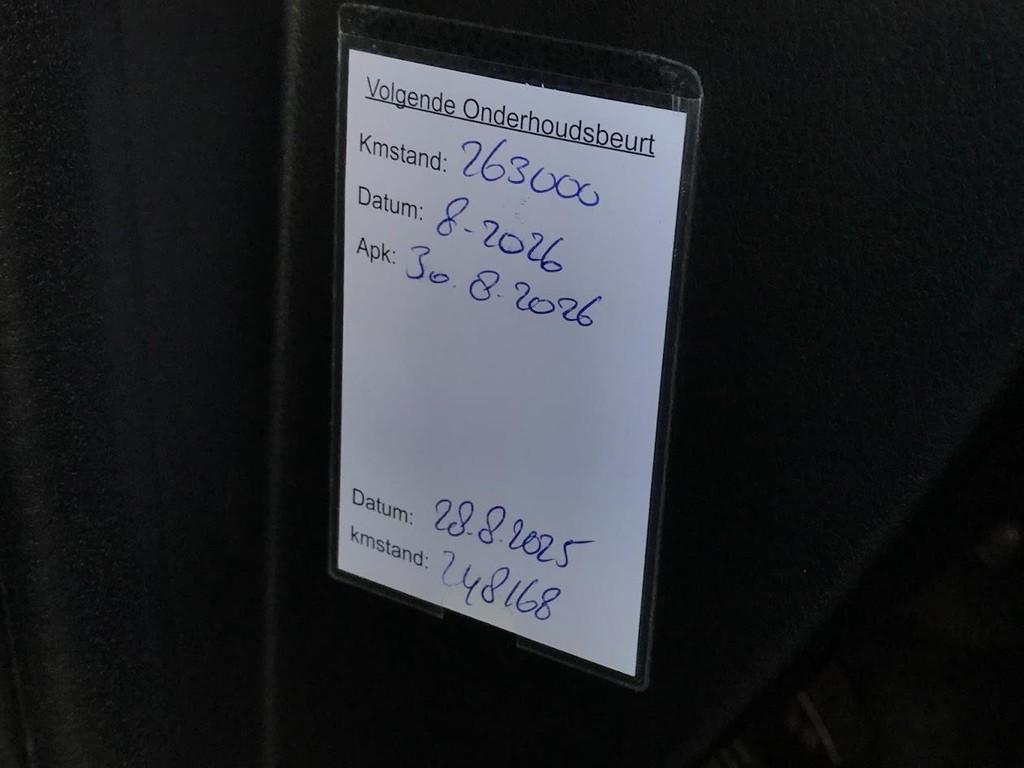 Volgende Onderhoudsbeurt
Kmstand: 263000
Datum: 8-2026
Apk: 30.8.2026
Datum: 28.8.2025
kmstand: 248168